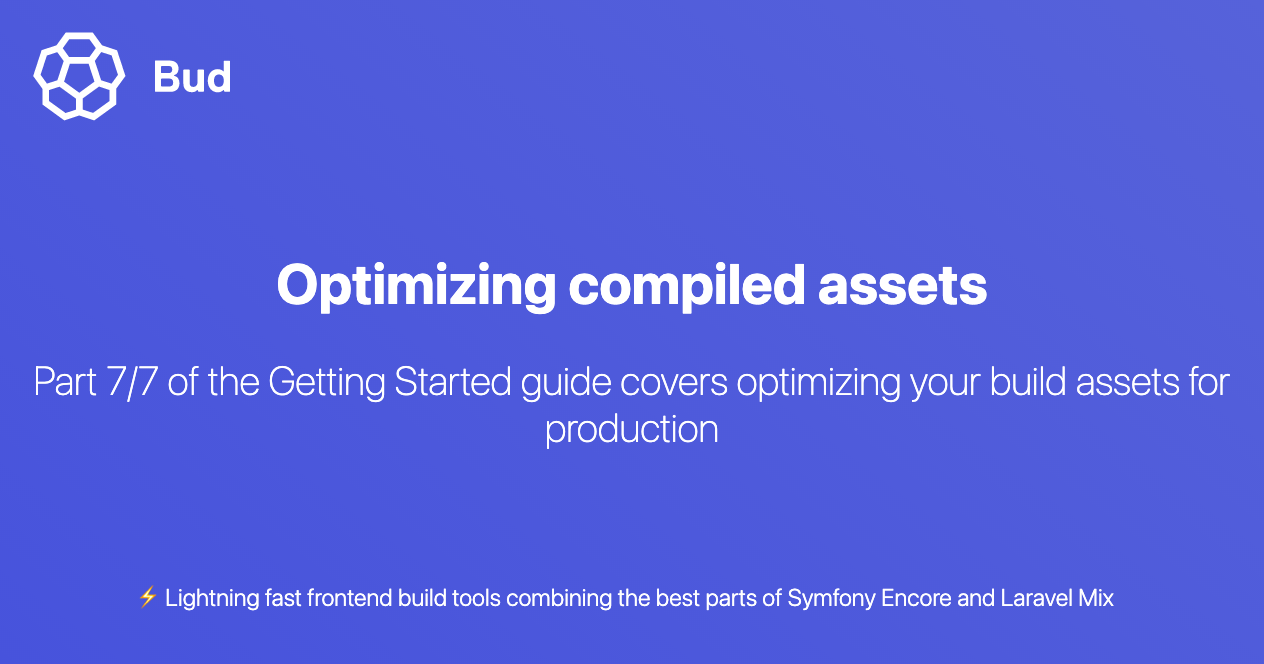 Bud
Optimizing compiled assets
Part 7/7 of the Getting Started guide covers optimizing your build assets for
production
⚡ Lightning fast frontend build tools combining the best parts of Symfony Encore and Laravel Mix